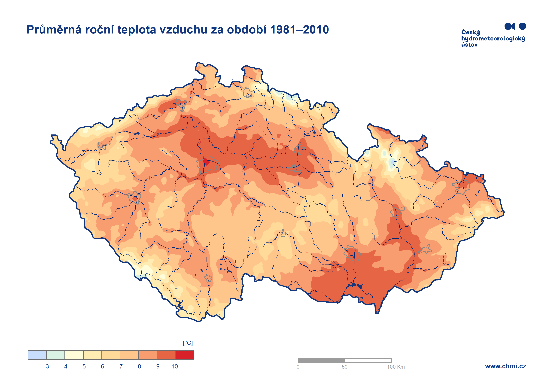 Průměrná roční teplota vzduchu za období 1981–2010
Český
hydrometeorologický
ústav
[°C]
3 4 5 6 7 8 9 10
0 50 100 Km
www.chmi.cz